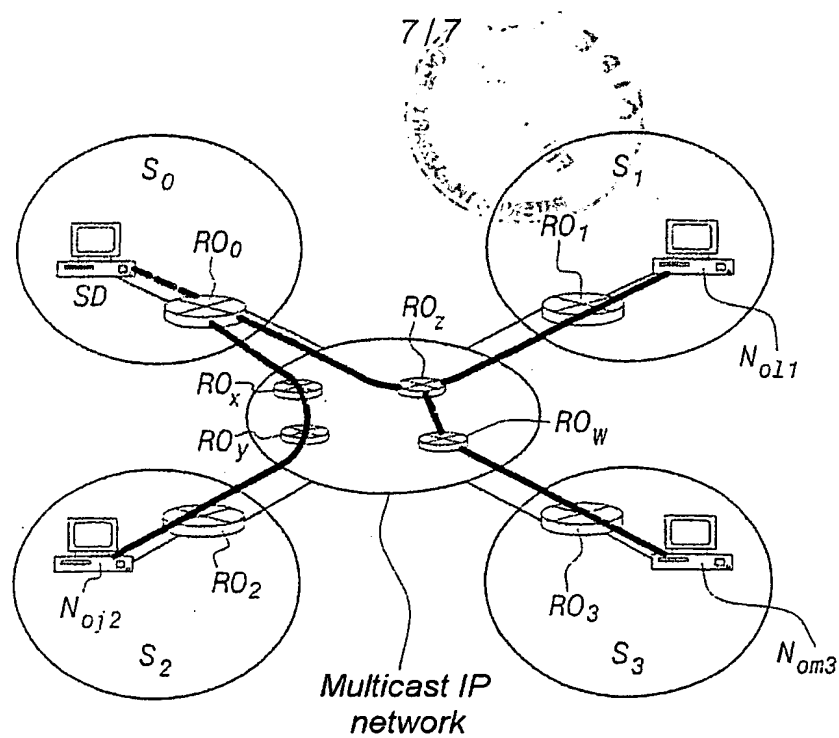 7/7
S0
S1
RO0
RO1
SD
ROz
Nol1
ROx
ROy
ROW
Noj2
RO2
RO3
Nom3
S2
S3
Multicast IP
network